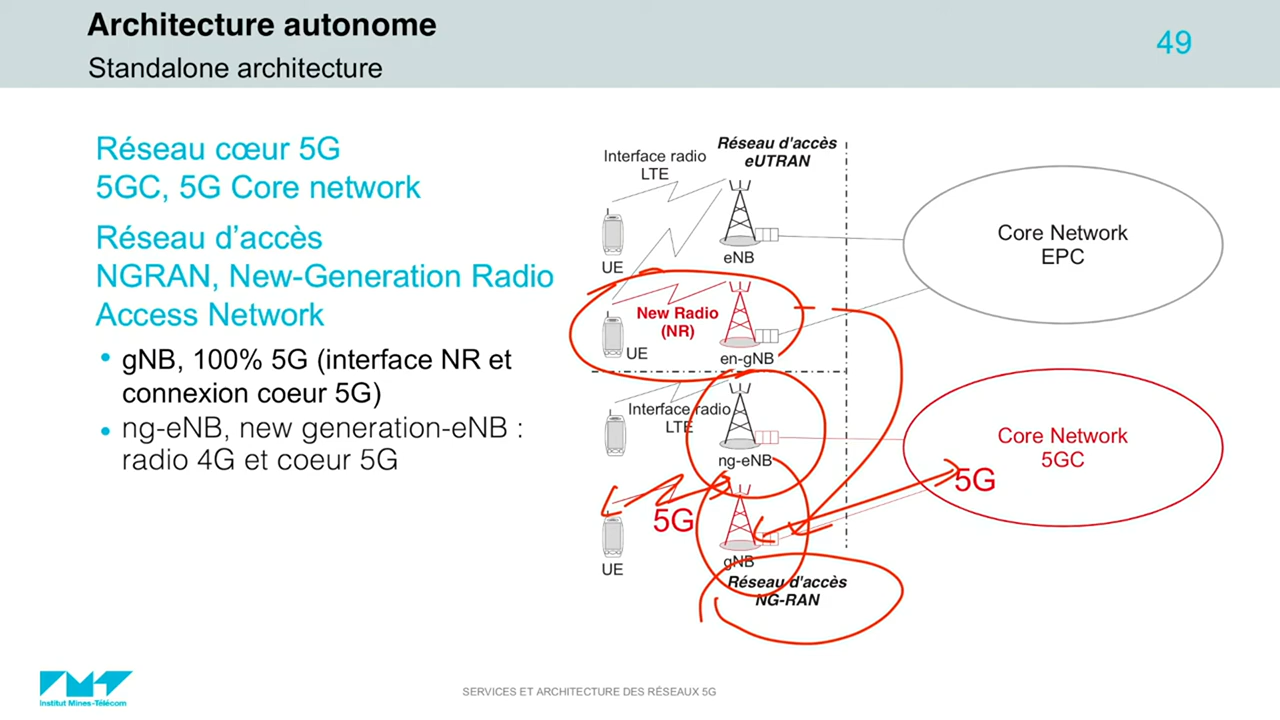 Architecture autonome
Standalone architecture
49
Réseau cœur 5G
5GC, 5G Core network
Réseau d’accès
NGRAN, New-Generation Radio
Access Network
• gNB, 100% 5G (interface NR et
connexion coeur 5G)
• ng-eNB, new generation-eNB :
radio 4G et coeur 5G
Réseau d'accès
eUTRAN
Interface radio
LTE
UE
eNB
Core Network
EPC
New Radio
(NR)
UE
en-gNB
Interface radio
LTE
ng-eNB
Core Network
5GC
5G
5G
UE
gNB
Réseau d'accès
NG-RAN
Institut Mines-Télécom
SERVICES ET ARCHITECTURE DES RÉSEAUX 5G